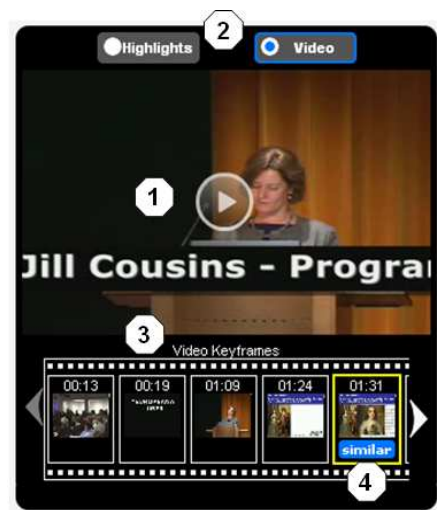 2
Highlights
Video
1
Jill Cousins - Progra
3
Video Keyframes
00:13 00:19 01:09 01:24 01:31
similar
4